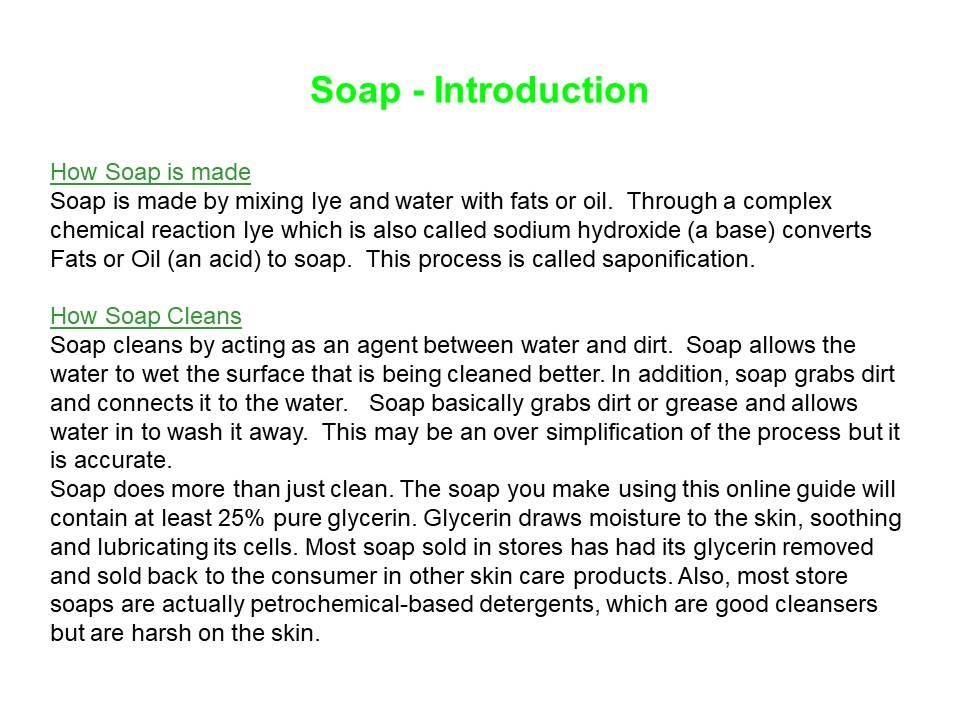 Soap - Introduction
How Soap is made
Soap is made by mixing lye and water with fats or oil.  Through a complex
chemical reaction lye which is also called sodium hydroxide (a base) converts
Fats or Oil (an acid) to soap.  This process is called saponification.
How Soap Cleans
Soap cleans by acting as an agent between water and dirt.  Soap allows the
water to wet the surface that is being cleaned better. In addition, soap grabs dirt
and connects it to the water.   Soap basically grabs dirt or grease and allows
water in to wash it away.  This may be an over simplification of the process but it
is accurate.
Soap does more than just clean. The soap you make using this online guide will
contain at least 25% pure glycerin. Glycerin draws moisture to the skin, soothing
and lubricating its cells. Most soap sold in stores has had its glycerin removed
and sold back to the consumer in other skin care products. Also, most store
soaps are actually petrochemical-based detergents, which are good cleansers
but are harsh on the skin.